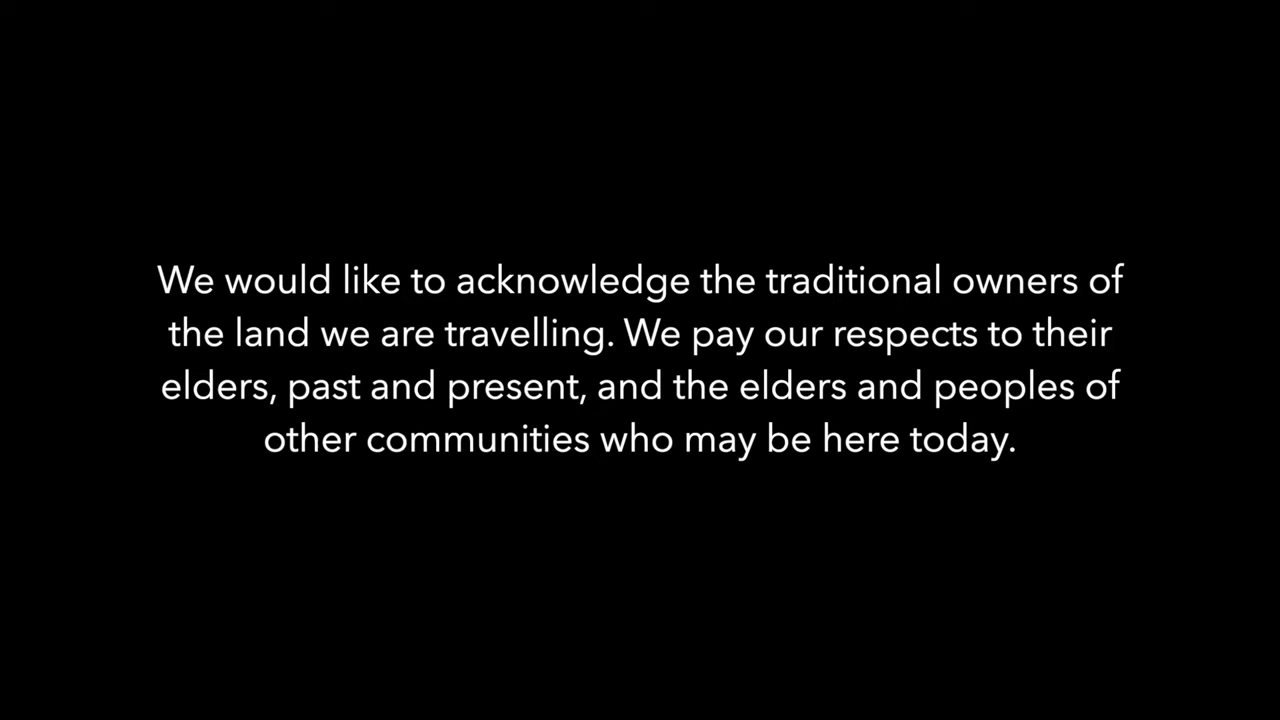 We would like to acknowledge the traditional owners of
the land we are travelling. We pay our respects to their
elders, past and present, and the elders and peoples of
other communities who may be here today.